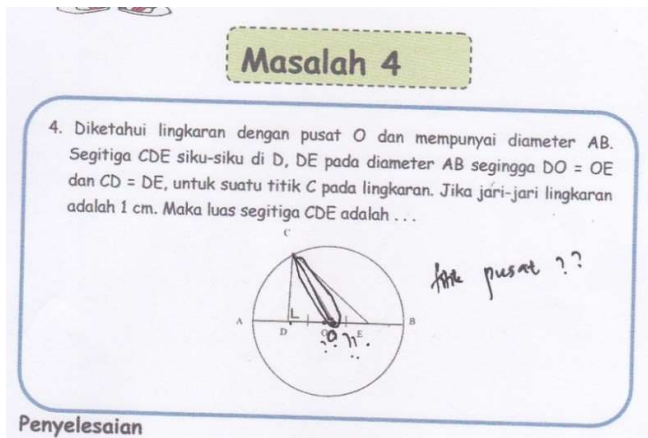 Masalah 4
4. Diketahui lingkaran dengan pusat O dan mempunyai diameter AB.
Segitiga CDE siku-siku di D, DE pada diameter AB segingga DO = OE
dan CD = DE, untuk suatu titik C pada lingkaran. Jika jari-jari lingkaran
adalah 1 cm. Maka luas segitiga CDE adalah . . .
C
titik pusat ??
A
B
D
O
E
Penyelesaian